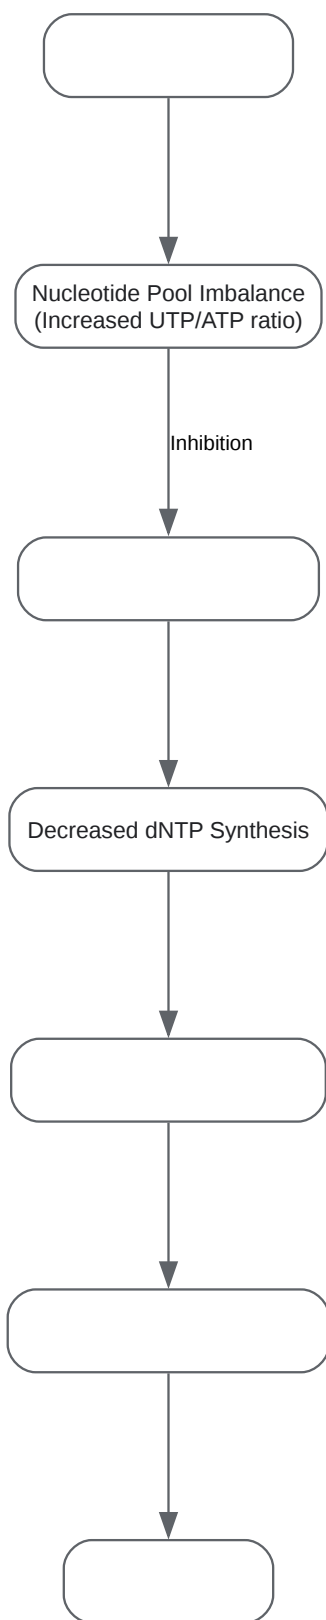 Nucleotide Pool Imbalance
(Increased UTP/ATP ratio)
Inhibition
Decreased dNTP Synthesis